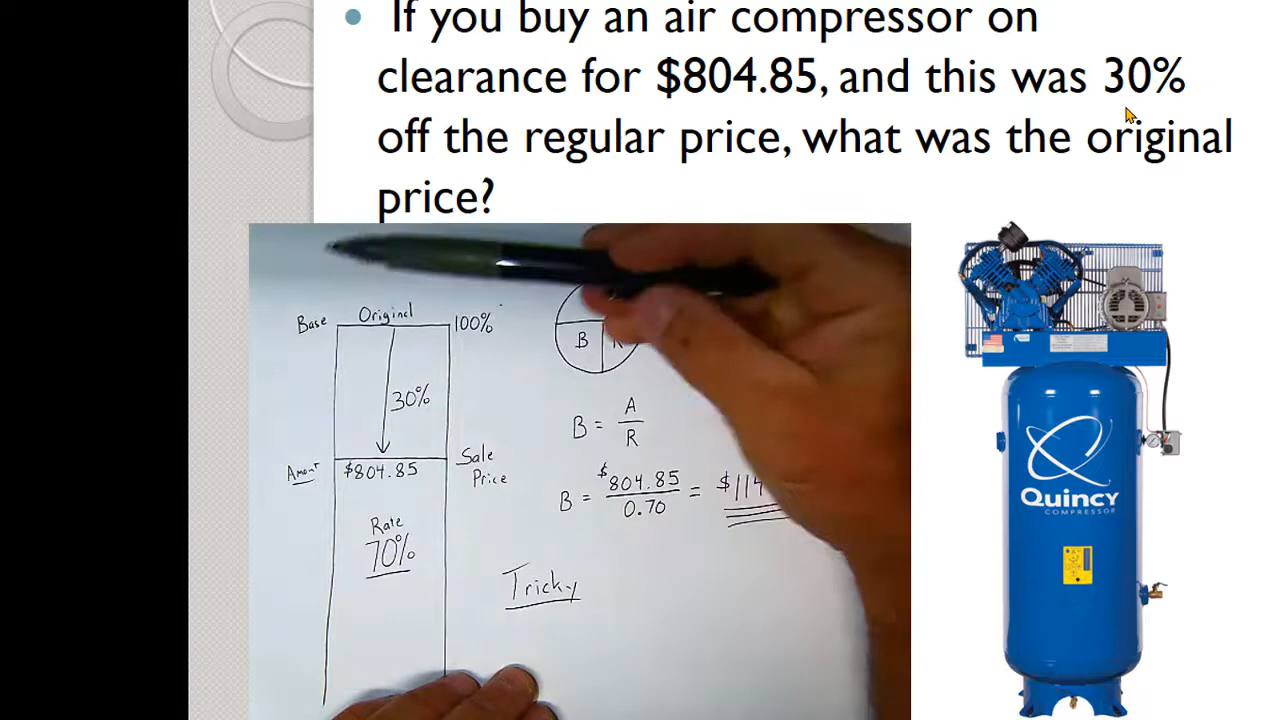 If you buy an air compressor on
clearance for $804.85, and this was 30%
off the regular price, what was the original
price?
Base
Original
100%
30%
B
Amont
$804.85
Sale
Price
Rate
70%
B = A
R
B = $804.85 =
0.70
Tricky
Quincy
COMPRESSOR